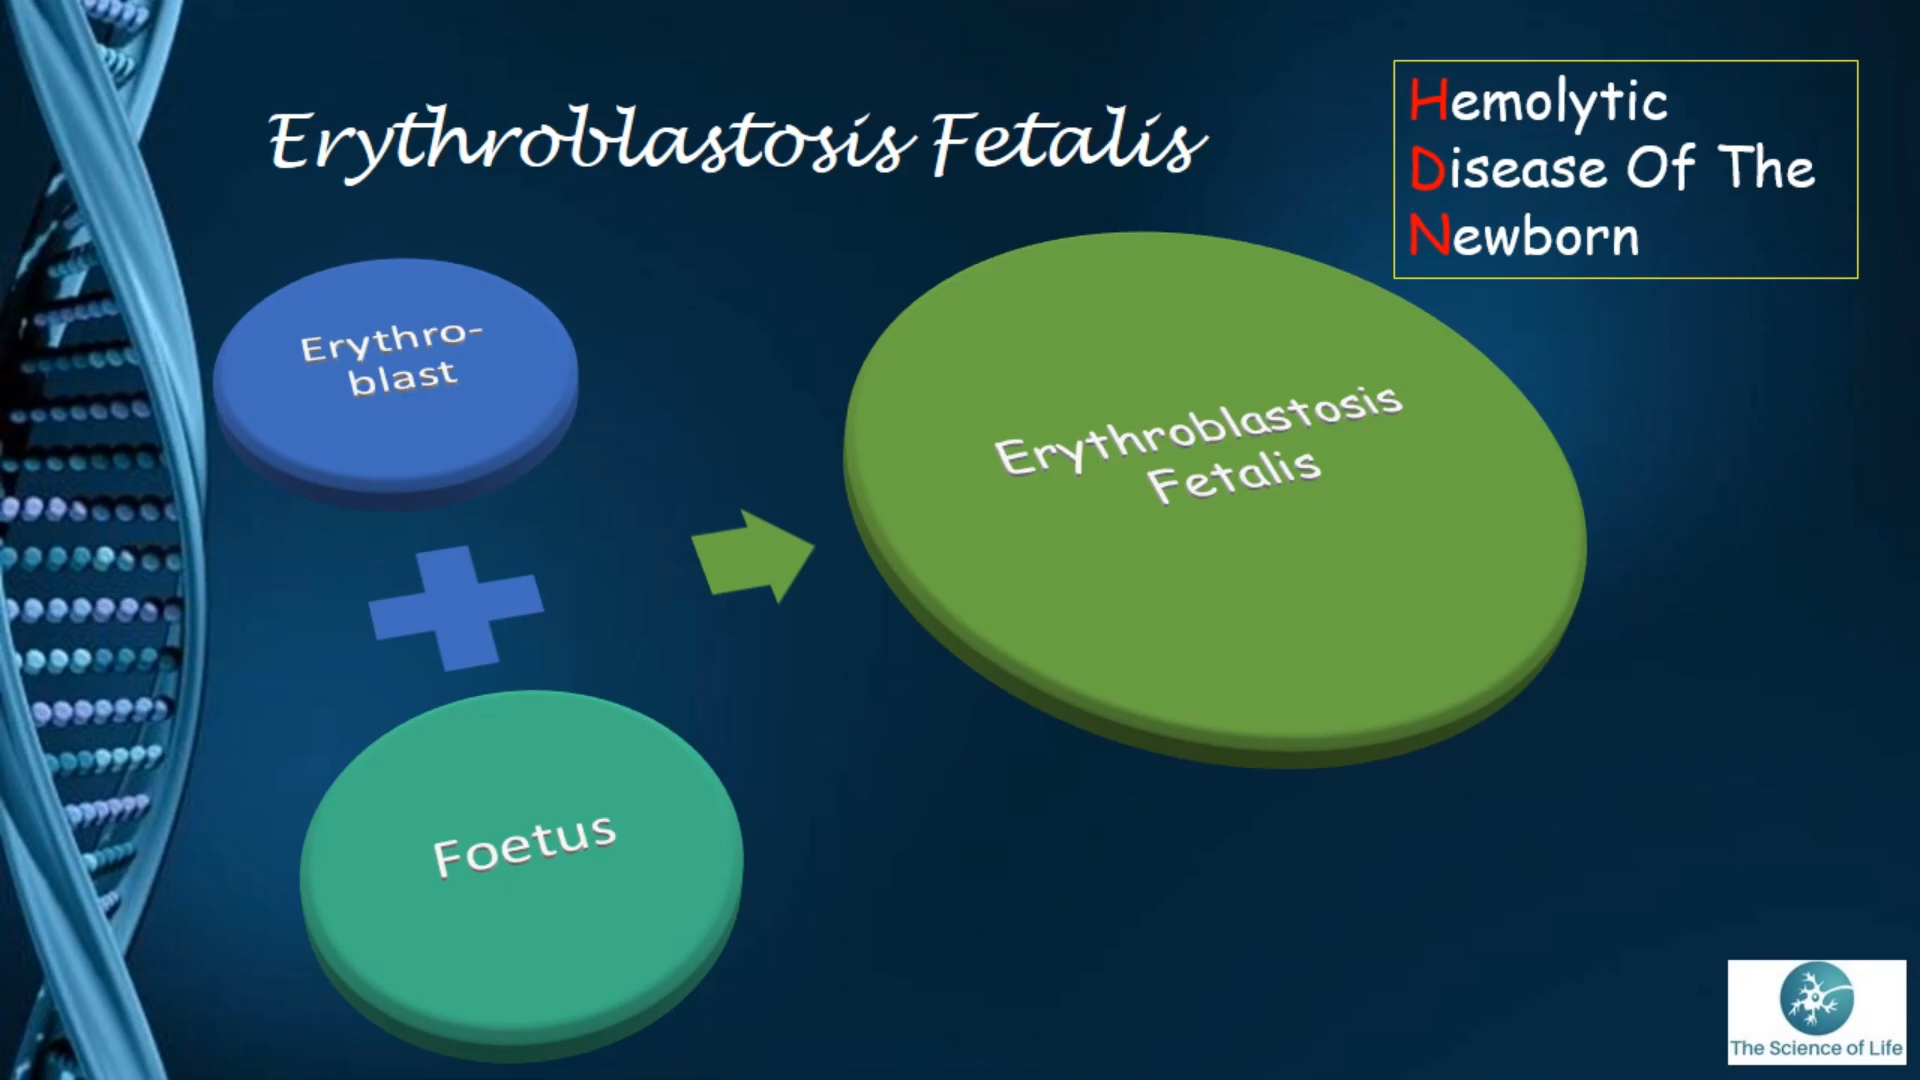 Erythroblastosis Fetalis
Hemolytic
Disease Of The
Newborn
Erythro-
blast
Erythroblastosis
Fetalis
Foetus
The Science of Life